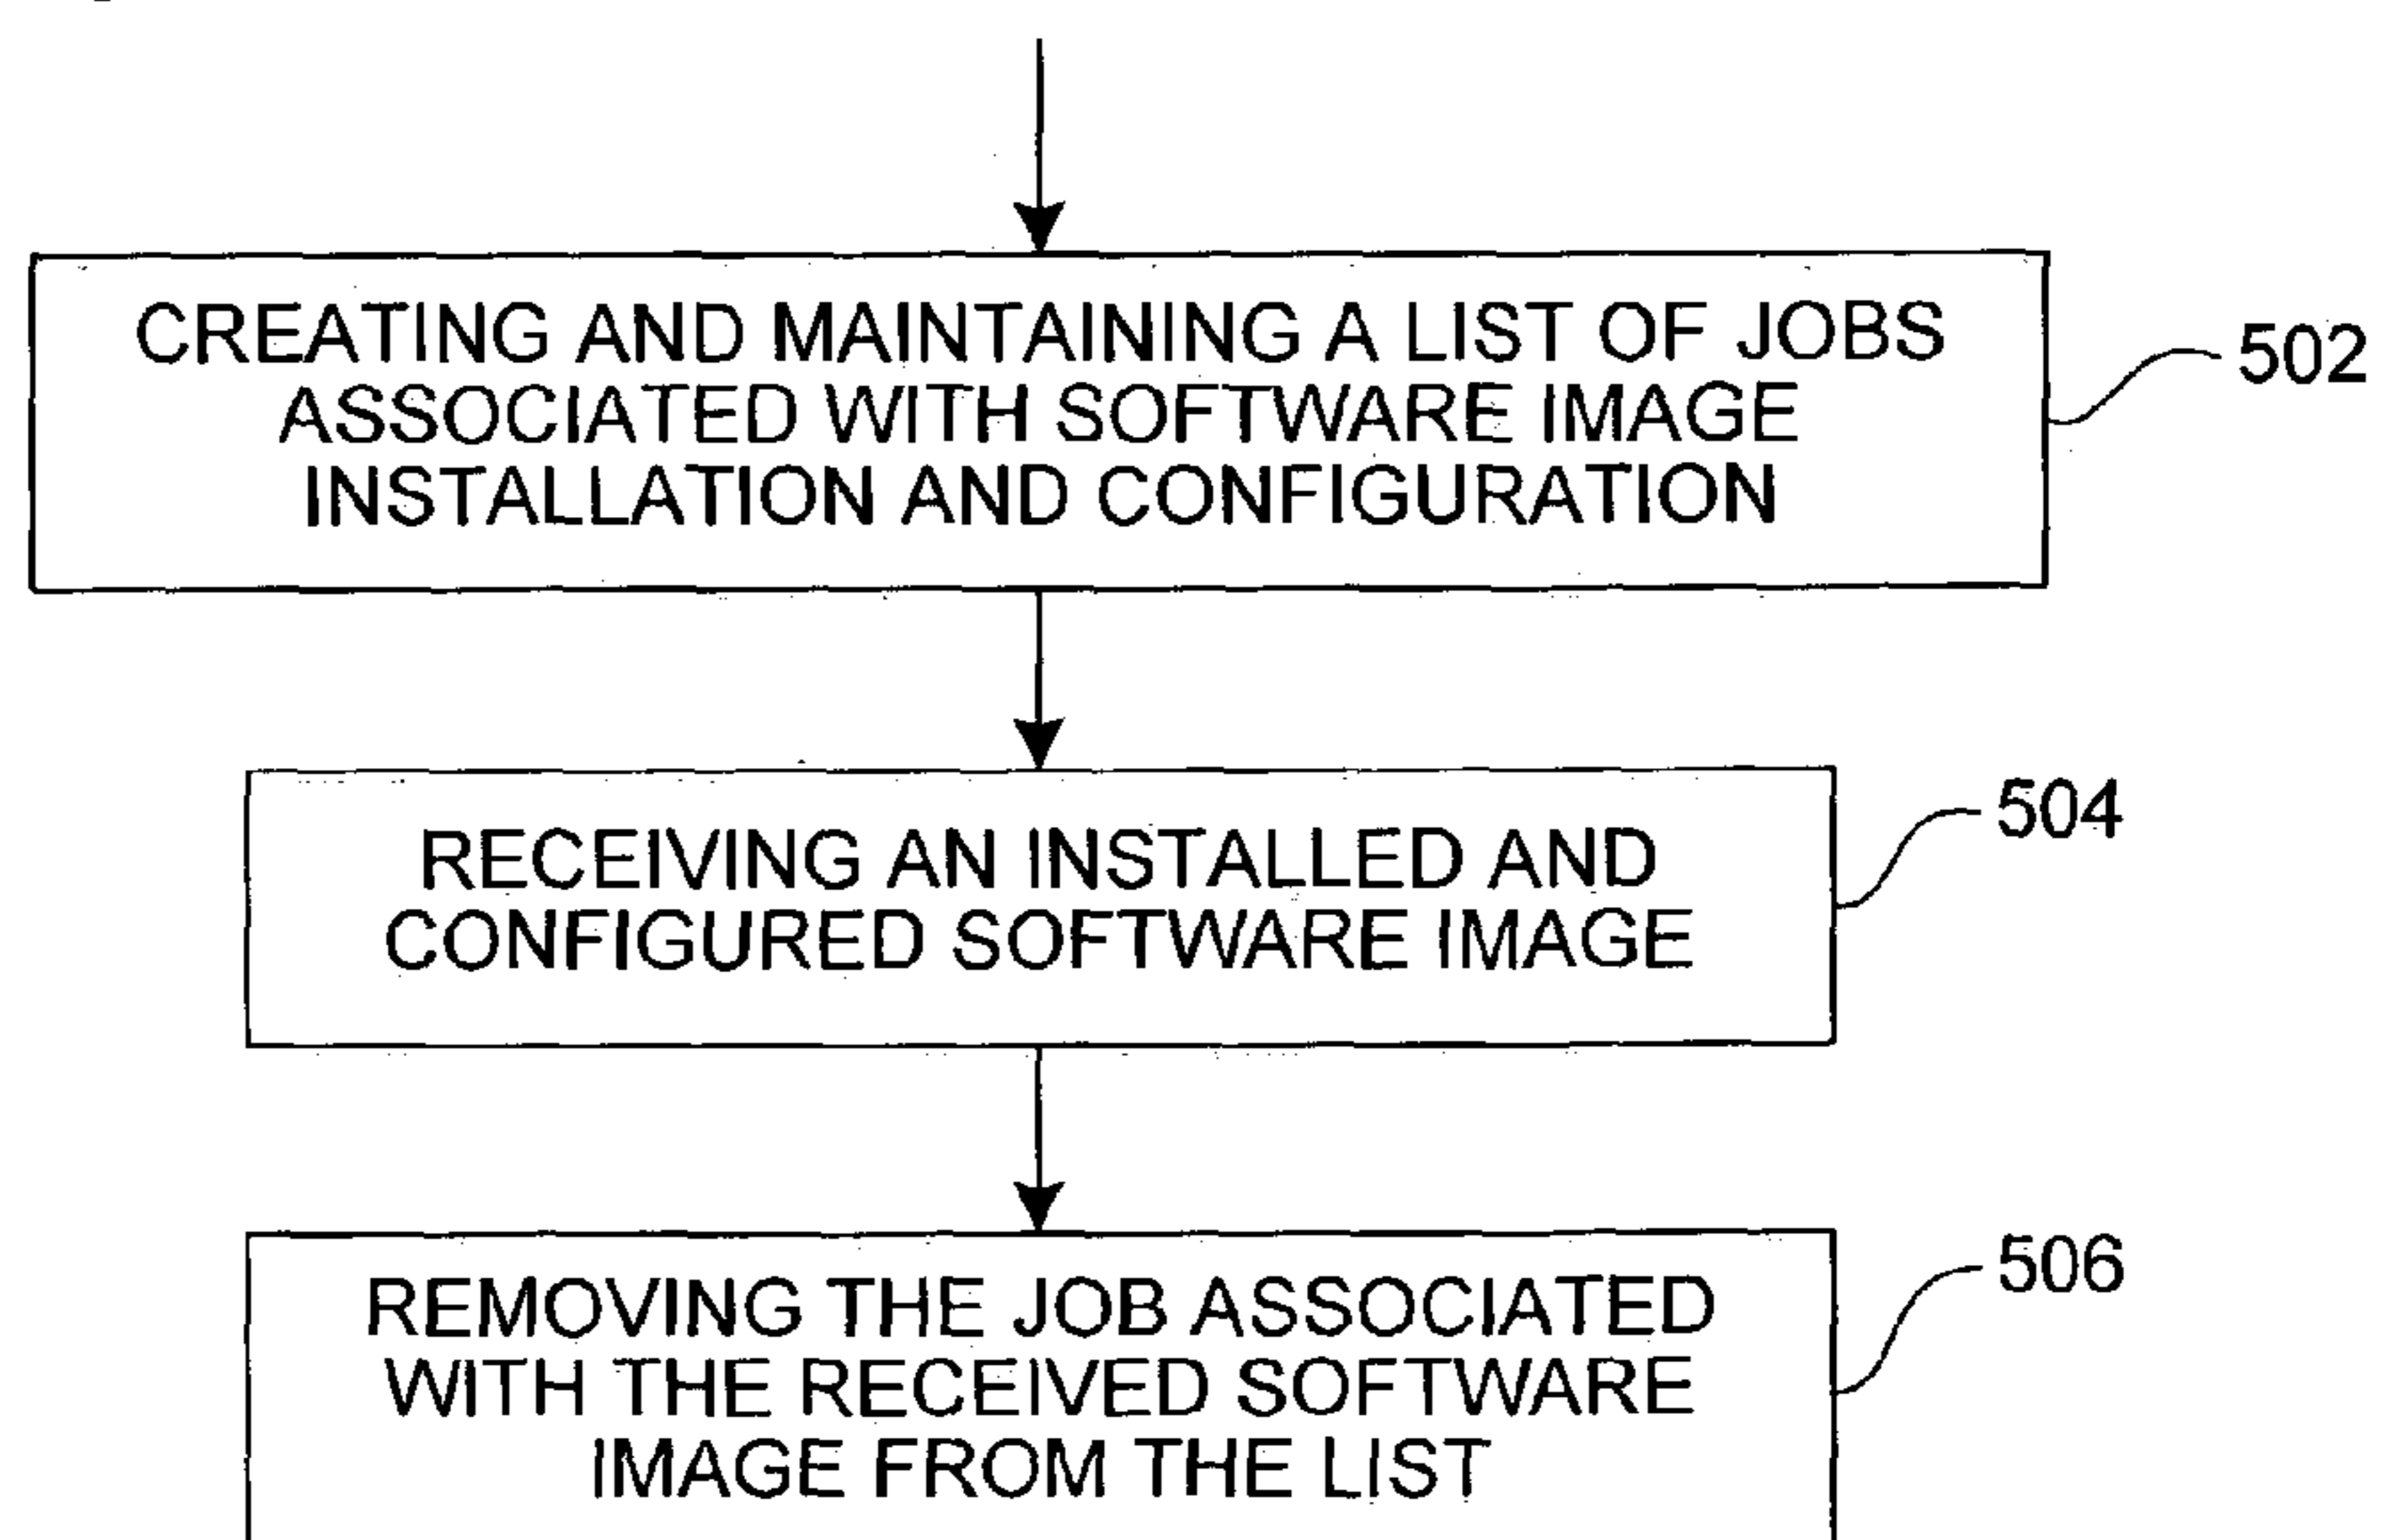 CREATING AND MAINTAINING A LIST OF JOBS
ASSOCIATED WITH SOFTWARE IMAGE
INSTALLATION AND CONFIGURATION
502
RECEIVING AN INSTALLED AND
CONFIGURED SOFTWARE IMAGE
504
REMOVING THE JOB ASSOCIATED
WITH THE RECEIVED SOFTWARE
IMAGE FROM THE LIST
506